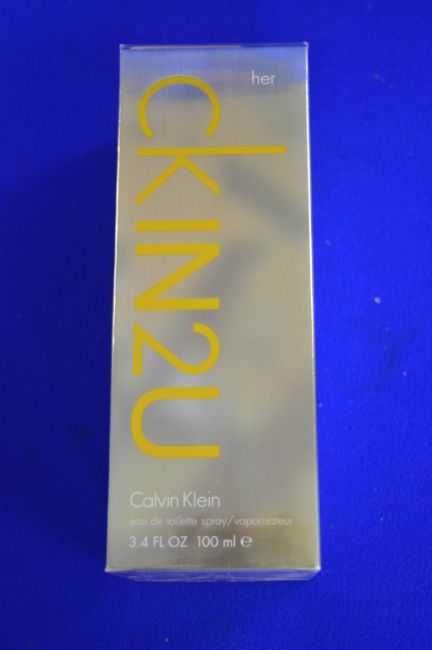 her
ckIN2U
Calvin Klein
eau de toilette spray/vaporisateur
3.4 FL OZ 100 ml ℮